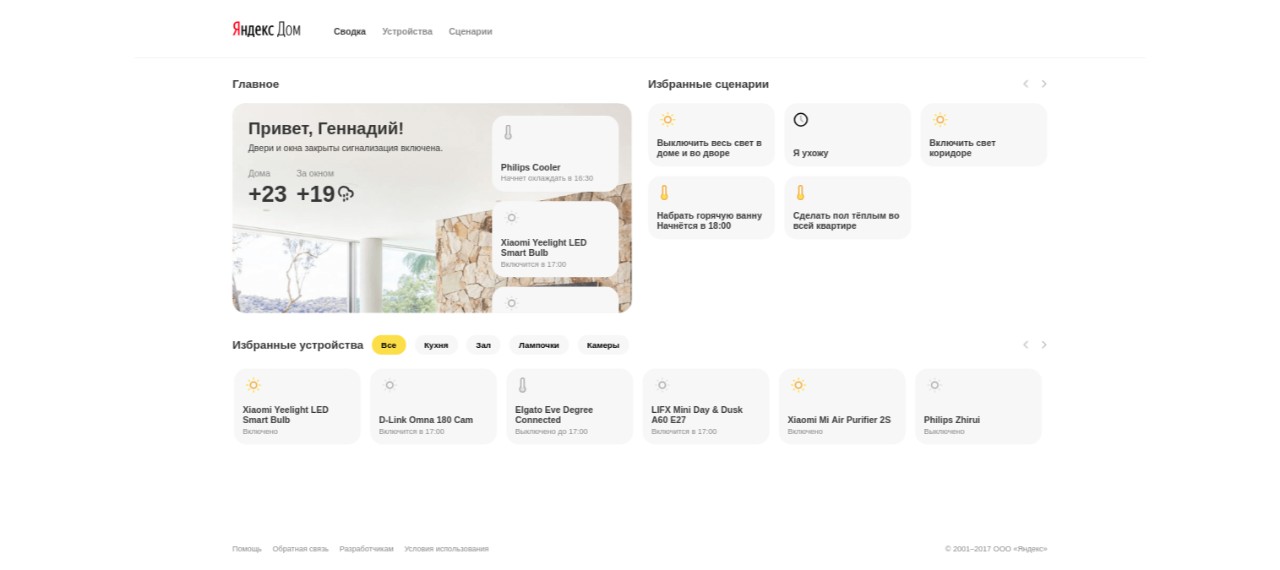 Яндекс Дом
Сводка Устройства Сценарии
Главное
Привет, Геннадий!
Двери и окна закрыты сигнализация включена.
Дома За окном
+23 +19
Philips Cooler
Начнет охлаждать в 16:30
Xiaomi Yeelight LED
Smart Bulb
Включится в 17:00
Избранные сценарии
Выключить весь свет в
доме и во дворе
Я ухожу
Включить свет
коридоре
Набрать горячую ванну
Начнётся в 18:00
Сделать пол тёплым во
всей квартире
Избранные устройства
Все Кухня Зал Лампочки Камеры
Xiaomi Yeelight LED
Smart Bulb
Включено
D-Link Omna 180 Cam
Включится в 17:00
Elgato Eve Degree
Connected
Выключено до 17:00
LIFX Mini Day & Dusk
A60 E27
Включится в 17:00
Xiaomi Mi Air Purifier 2S
Включено
Philips Zhirui
Выключено
Помощь Обратная связь Разработчикам Условия использования
© 2001–2017 ООО «Яндекс»